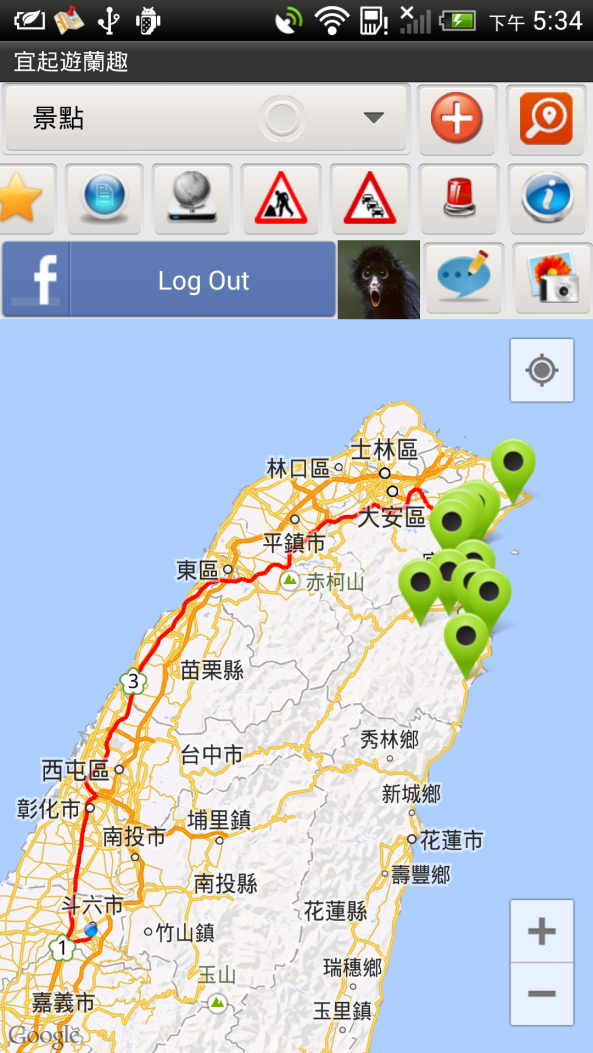 下午 5:34
宜起遊蘭趣
景點
f Log Out
士林區
林口區
大安區
平鎮市
東區
赤柯山
3
苗栗縣
秀林鄉
台中市
西屯區
新城鄉
彰化市
埔里鎮
南投市
花蓮市
壽豐鄉
南投縣
斗六市
花蓮縣
竹山鎮
1
玉山
瑞穗鄉
嘉義市
玉里鎮
Google